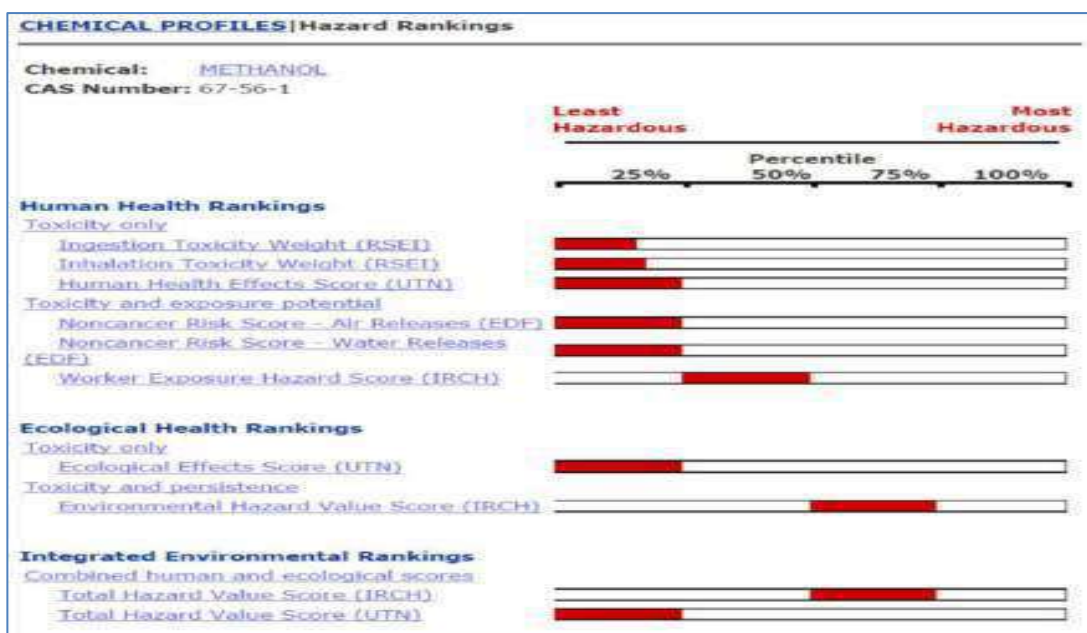 CHEMICAL PROFILES|Hazard Rankings
Chemical: METHANOL
CAS Number: 67-56-1
Least Hazardous
Most Hazardous
Percentile
25% 50% 75% 100%
Human Health Rankings
Toxicity only
Ingestion Toxicity Weight (RSEI)
Inhalation Toxicity Weight (RSEI)
Human Health Effects Score (UTN)
Toxicity and exposure potential
Noncancer Risk Score - Air Releases (EDF)
Noncancer Risk Score - Water Releases
(EDF)
Worker Exposure Hazard Score (IRCH)
Ecological Health Rankings
Toxicity only
Ecological Effects Score (UTN)
Toxicity and persistence
Environmental Hazard Value Score (IRCH)
Integrated Environmental Rankings
Combined human and ecological scores
Total Hazard Value Score (IRCH)
Total Hazard Value Score (UTN)